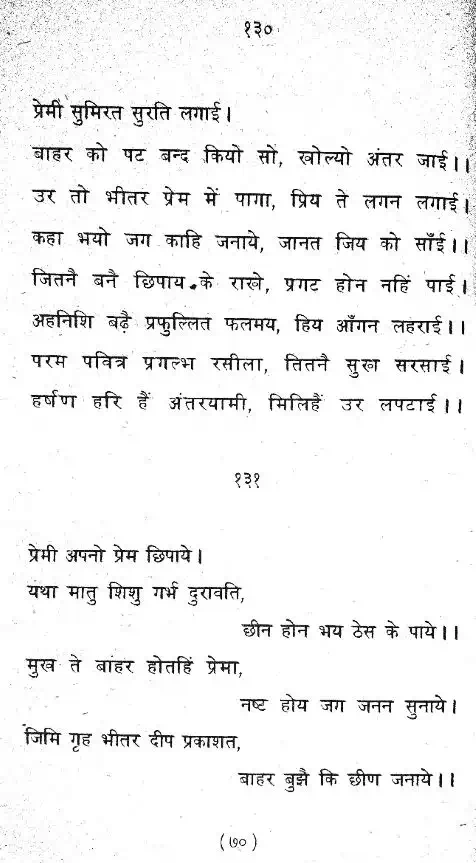 १३०
प्रेमी सुमिरत सुरति लगाई।
बाहर को पट बन्द कियो सो, खोल्यो अंतर जाई।।
उर तो भीतर प्रेम में पागा, प्रिय ते लगन लगाई।
कहा भयो जग काहि जनाये, जानत जिय को साँई।।
जितनै बनै छिपाय के राखे, प्रगट होन नहिं पाई।
अहनिशि बढ़ै प्रफुल्लित फलमय, हिय आँगन लहराई।।
परम पवित्र प्रगल्भ रसीला, तितनै सुख सरसाई।
हर्षण हरि हैं अंतरयामी, मिलिहैं उर लपटाई।।
१३१
प्रेमी अपनो प्रेम छिपाये।
यथा मातु शिशु गर्भ दुरावति,
छीन होन भय ठेस के पाये।।
मुख ते बाहर होतहिं प्रेमा,
नष्ट होय जग जनन सुनाये।
जिमि गृह भीतर दीप प्रकाशत,
बाहर बुझै कि छीण जनाये।।
(७०)